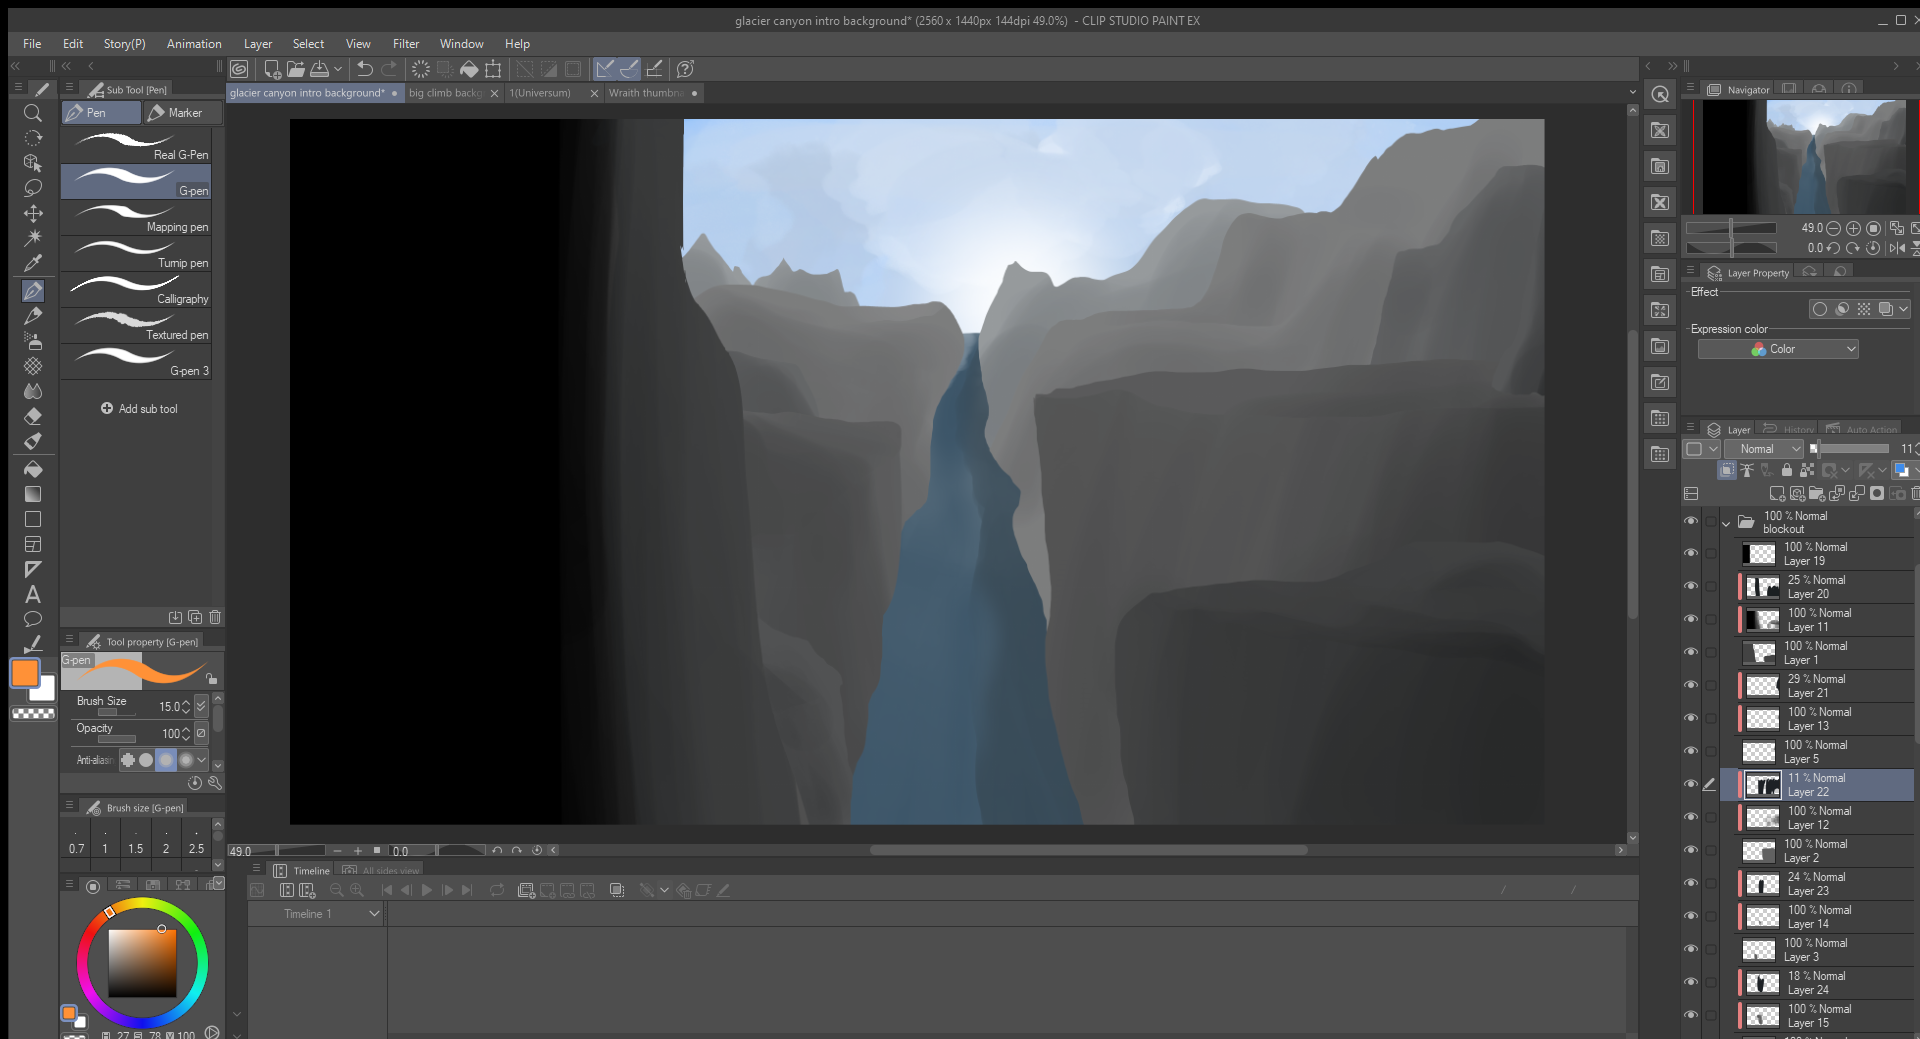 glacier canyon intro background* (2560 x 1440px 144dpi 49.0%) - CLIP STUDIO PAINT EX
File Edit Story(P) Animation Layer Select View Filter Window Help
Sub Tool [Pen]
Pen
Marker
Real G-Pen
G-pen
Mapping pen
Turnip pen
Calligraphy
Textured pen
G-pen 3
Add sub tool
Tool property [G-pen]
G-pen
Brush Size 15.0
Opacity 100
Brush size [G-pen]
0.7 1 1.5 2 2.5
glacier canyon intro background*
big climb backg
1(Universum)
Wraith thumbna
49.0
0.0
Timeline
All sides view
Timeline 1
Navigator
49.0
0.0
Layer Property
Effect
Expression color
Color
Layer
History
Auto Action
Normal
11
100 % Normal
blockout
100 % Normal
Layer 19
25 % Normal
Layer 20
100 % Normal
Layer 11
100 % Normal
Layer 1
29 % Normal
Layer 21
100 % Normal
Layer 13
100 % Normal
Layer 5
11 % Normal
Layer 22
100 % Normal
Layer 12
100 % Normal
Layer 2
24 % Normal
Layer 23
100 % Normal
Layer 14
100 % Normal
Layer 3
18 % Normal
Layer 24
100 % Normal
Layer 15